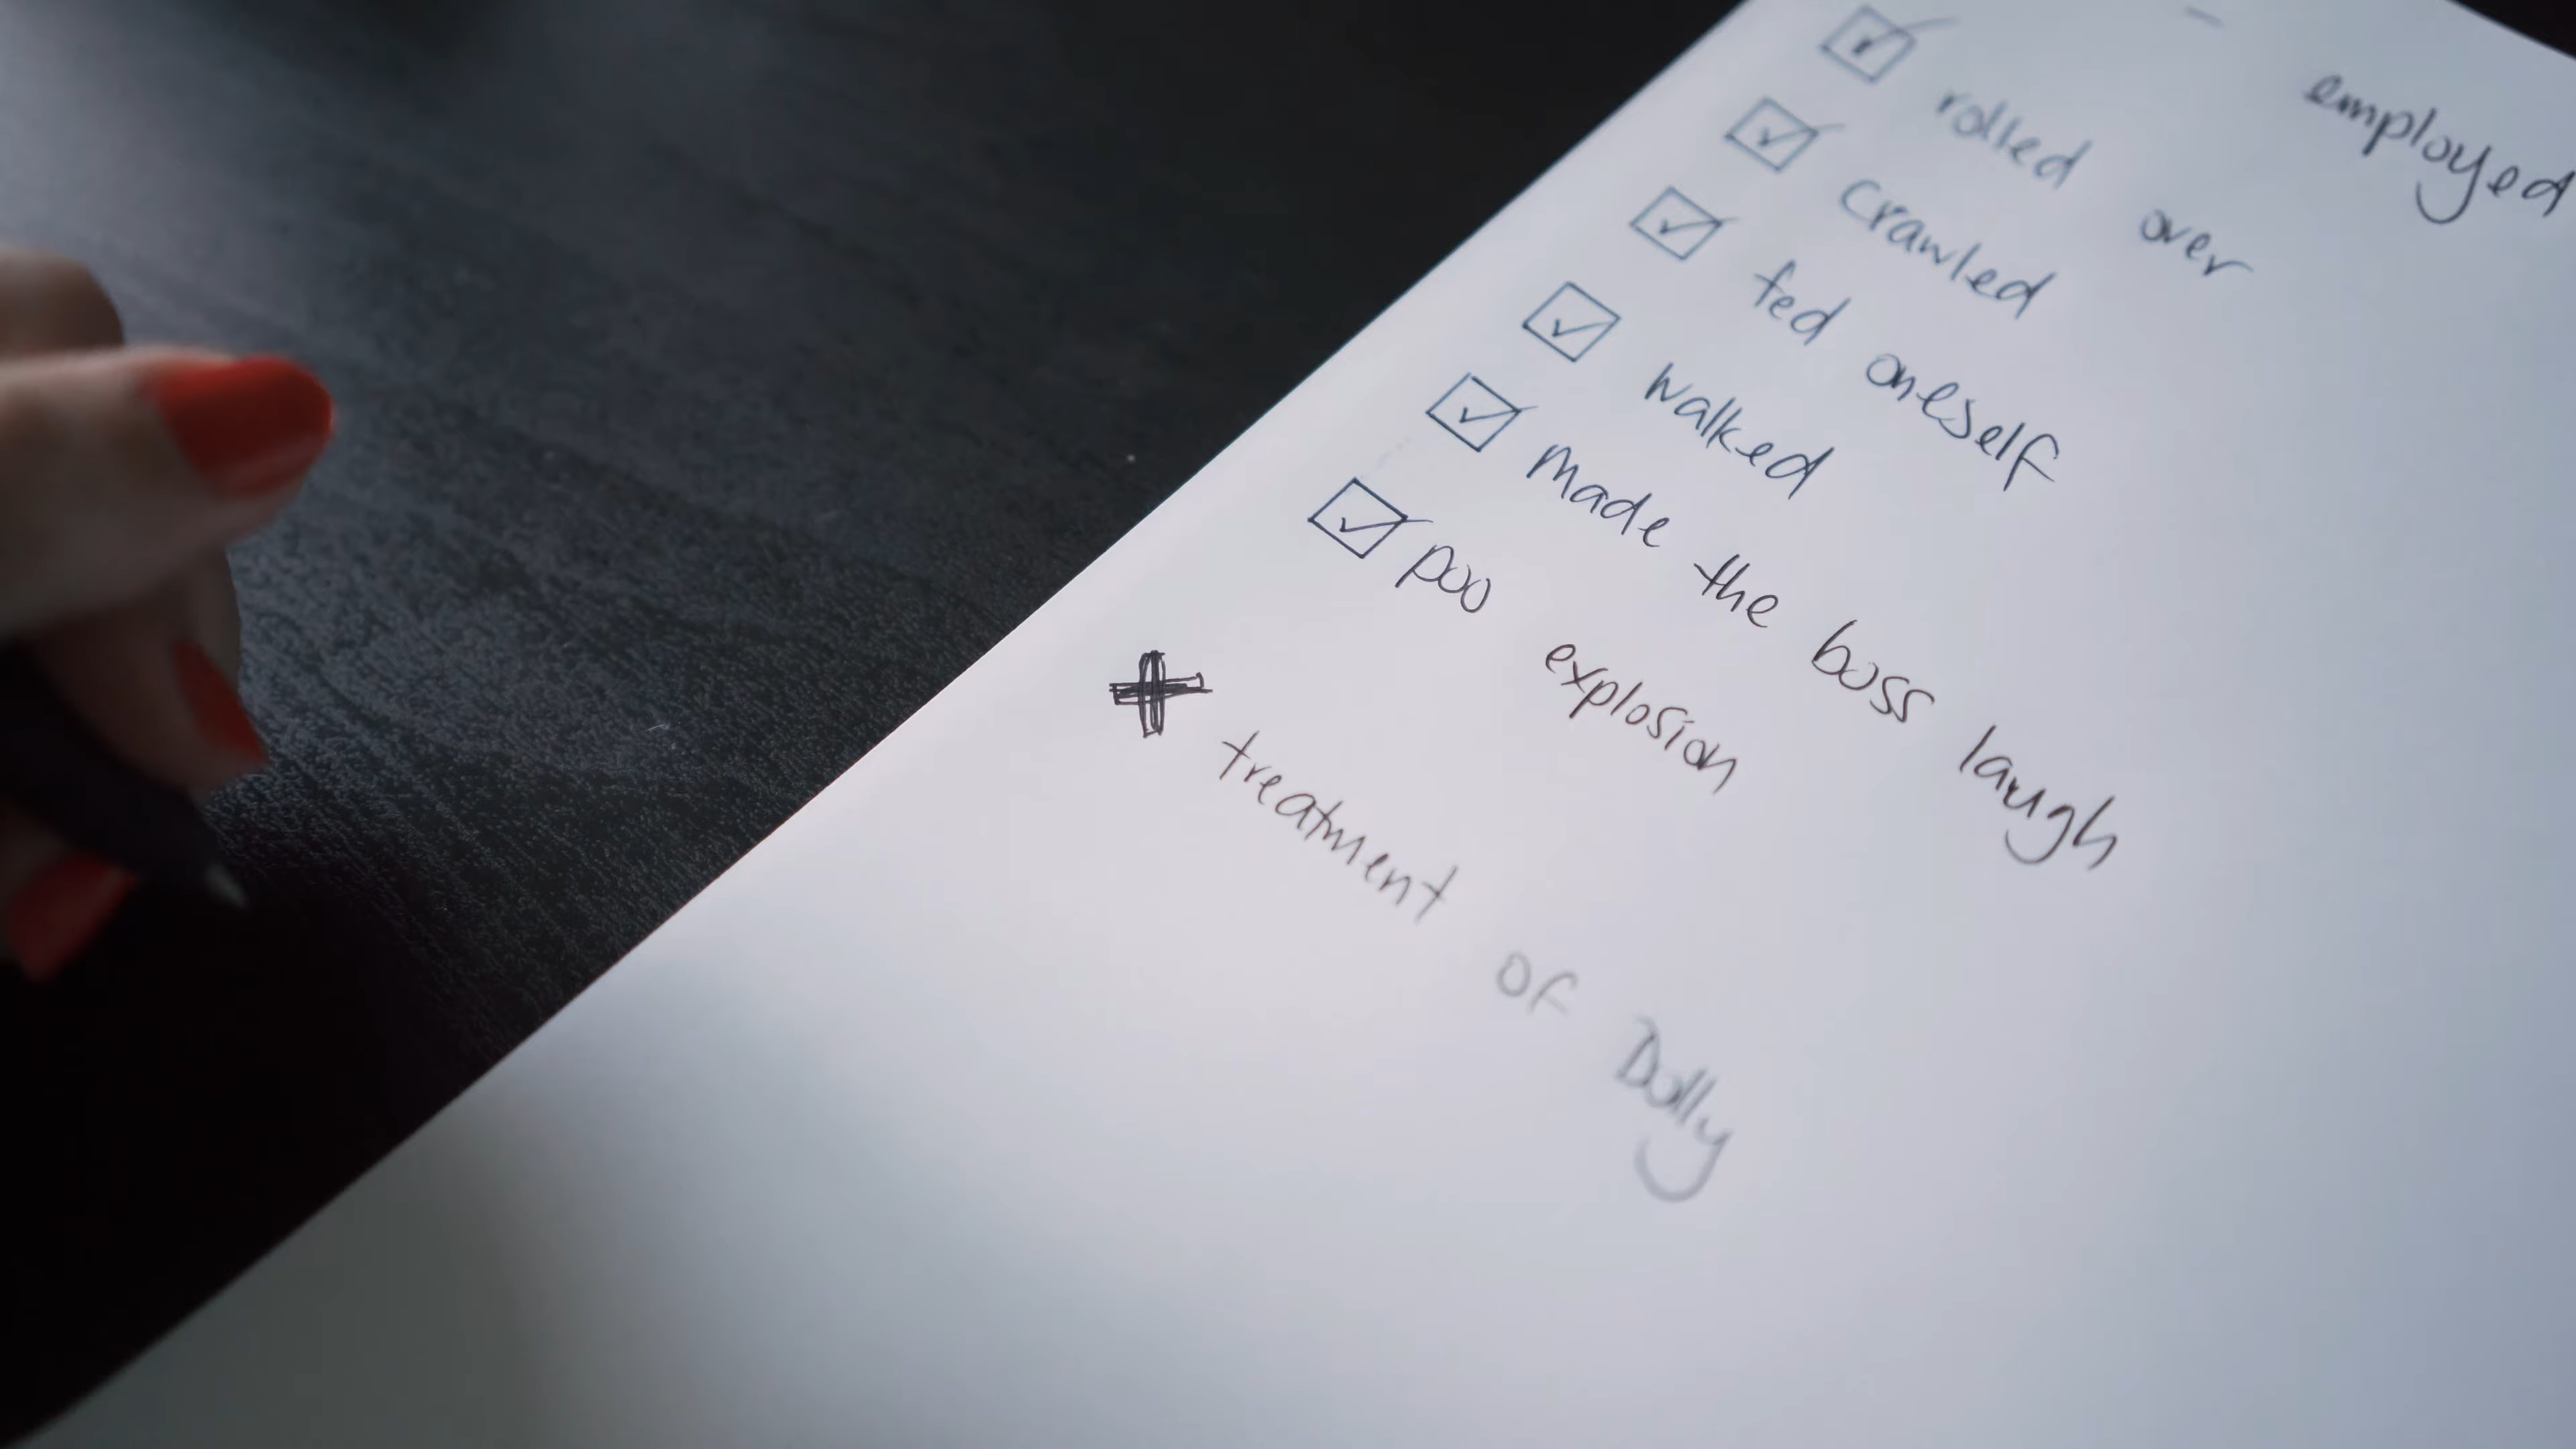 employed
rolled over
crawled
fed oneself
walked
made the boss laugh
poo explosion
treatment of Dolly